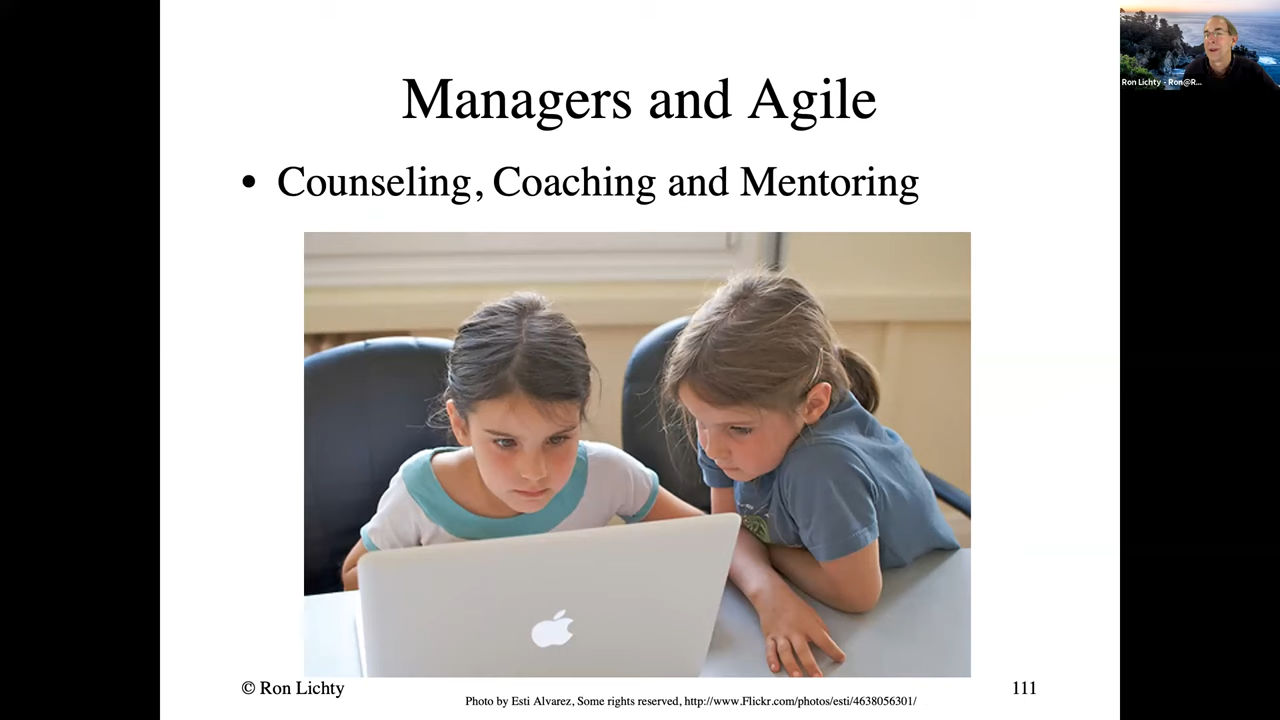 Managers and Agile
• Counseling, Coaching and Mentoring
Ron Lichty - Ron@R...
© Ron Lichty
Photo by Esti Alvarez, Some rights reserved, http://www.Flickr.com/photos/esti/4638056301/
111